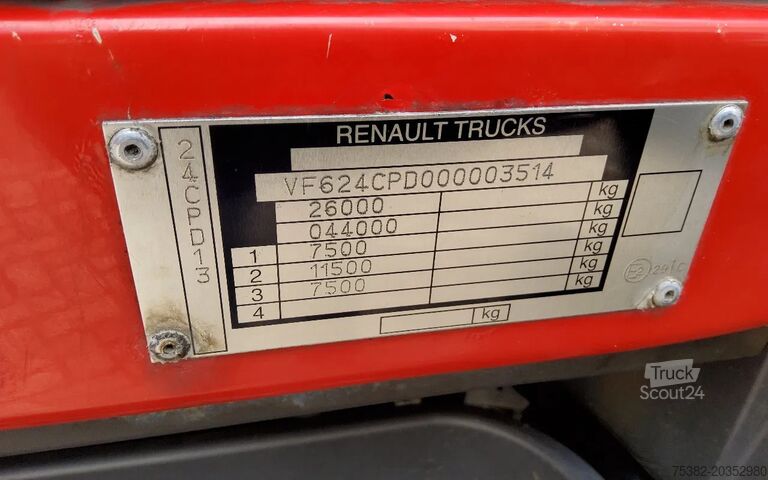 RENAULT TRUCKS
24CPD13
VF624CPD000003514
26000 kg
044000 kg
1 7500 kg
2 11500 kg
3 7500 kg
4
kg
E2
Truck
Scout24
75382-20352980